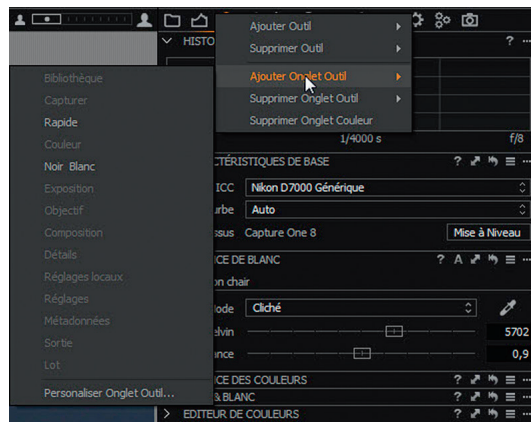 Ajouter Outil
Supprimer Outil
Ajouter Onglet Outil
Supprimer Onglet Outil
Supprimer Onglet Couleur
Bibliothèque
Capturer
Rapide
Couleur
Noir Blanc
Exposition
Objectif
Composition
Détails
Réglages locaux
Réglages
Métadonnées
Sortie
Lot
Personaliser Onglet Outil...
HISTO
?
1/4000 s
f/8
CTÉRISTIQUES DE BASE
?
ICC Nikon D7000 Générique
rbe Auto
ssus Capture One 8 Mise à Niveau
CE DE BLANC
? A
on chair
ode Cliché
elvin 5702
nce 0,9
CE DES COULEURS
?
& BLANC
?
EDITEUR DE COULEURS
?